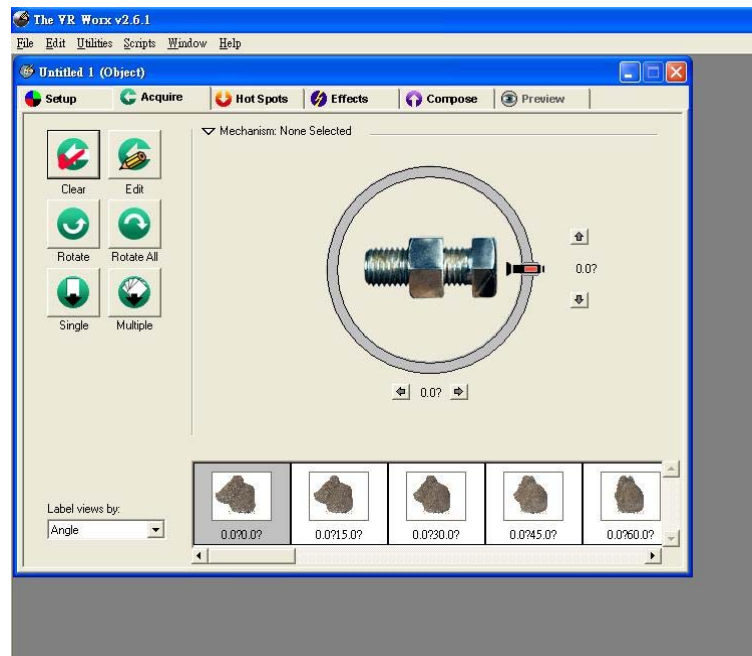 The VR Worx v2.6.1
File Edit Utilities Scripts Window Help
Untitled 1 (Object)
Setup Acquire Hot Spots Effects Compose Preview
Mechanism: None Selected
Clear Edit
Rotate Rotate All
0.0?
Single Multiple
0.0?
Label views by:
Angle
0.0?0.0? 0.0?15.0? 0.0?30.0? 0.0?45.0? 0.0?60.0?